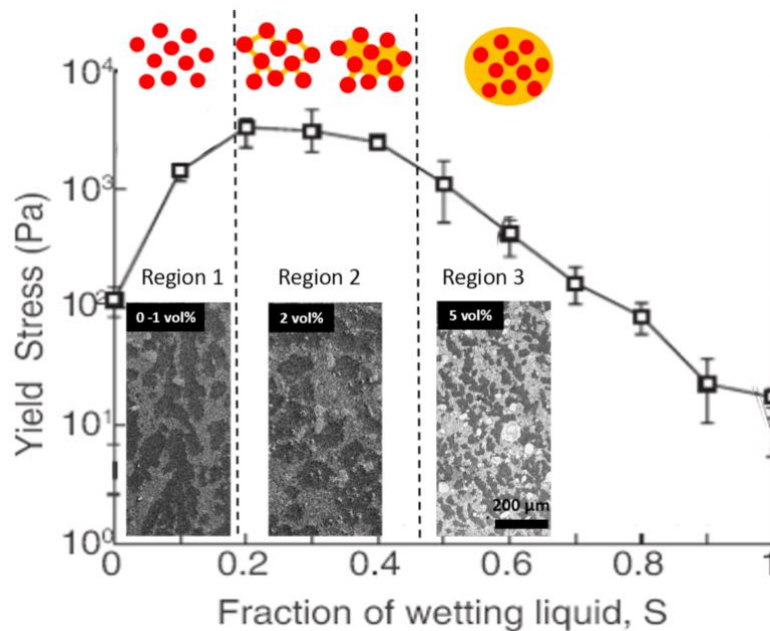 10⁴
10³
10²
10¹
10⁰
Yield Stress (Pa)
Region 1
Region 2
Region 3
0 -1 vol%
2 vol%
5 vol%
200 µm
0 0.2 0.4 0.6 0.8 1
Fraction of wetting liquid, S